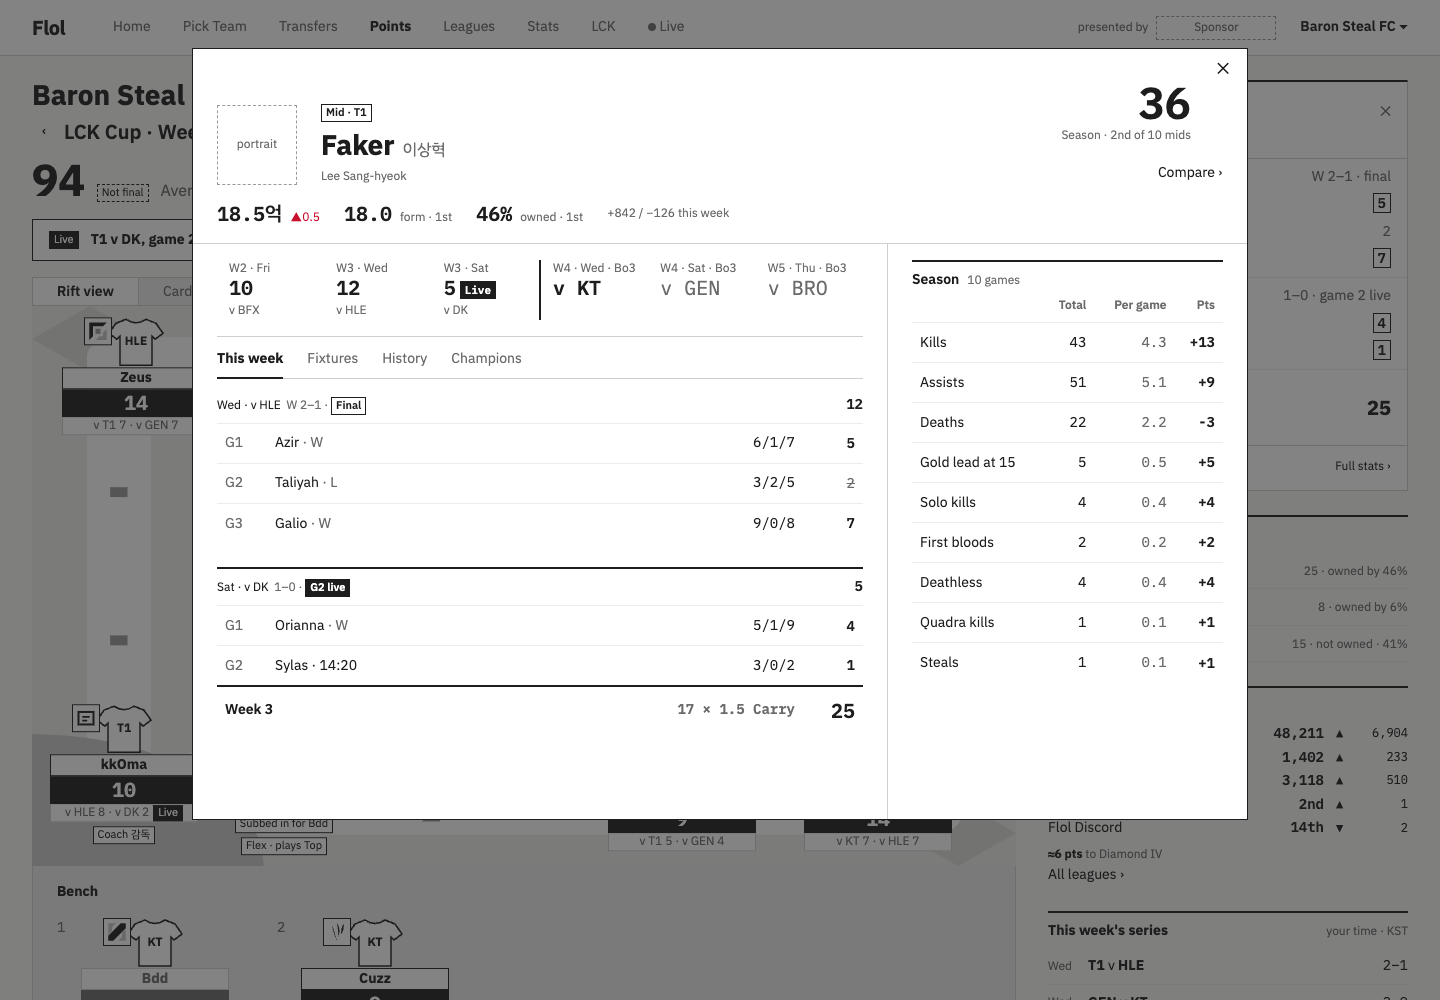 Flol Home Pick Team Transfers Points Leagues Stats LCK Live presented by Sponsor Baron Steal FC
Baron Steal
‹ LCK Cup ·
94 Not final
Live T1 v DK, game
Rift view
HLE
Zeus
14
v T1 7 · v GEN 7
T1
kkOma
10
v HLE 8 · v DK 2 Live
Coach 감독
Mid · T1
portrait
Faker 이상혁
Lee Sang-hyeok
36
Season · 2nd of 10 mids
Compare ›
18.5억 ▲0.5 18.0 form · 1st 46% owned · 1st +842 / −126 this week
W2 · Fri W3 · Wed W3 · Sat W4 · Wed · Bo3 W4 · Sat · Bo3 W5 · Thu · Bo3
10 12 5 Live v KT v GEN v BRO
v BFX v HLE v DK
This week Fixtures History Champions
Wed · v HLE W 2–1 · Final 12
G1 Azir · W 6/1/7 5
G2 Taliyah · L 3/2/5 2
G3 Galio · W 9/0/8 7
Sat · v DK 1–0 · G2 live 5
G1 Orianna · W 5/1/9 4
G2 Sylas · 14:20 3/0/2 1
Week 3 17 × 1.5 Carry 25
Season 10 games
Total Per game Pts
Kills 43 4.3 +13
Assists 51 5.1 +9
Deaths 22 2.2 -3
Gold lead at 15 5 0.5 +5
Solo kills 4 0.4 +4
First bloods 2 0.2 +2
Deathless 4 0.4 +4
Quadra kills 1 0.1 +1
Steals 1 0.1 +1
W 2–1 · final
5
2
7
1–0 · game 2 live
4
1
25
Full stats ›
25 · owned by 46%
8 · owned by 6%
15 · not owned · 41%
48,211 ▲ 6,904
1,402 ▲ 233
3,118 ▲ 510
2nd ▲ 1
Flol Discord 14th ▼ 2
≈6 pts to Diamond IV
All leagues ›
Subbed in for Bdd
Flex · plays Top
v T1 5 · v GEN 4
v KT 7 · v HLE 7
Bench
1 KT
Bdd
2 KT
Cuzz
This week's series your time · KST
Wed T1 v HLE 2–1